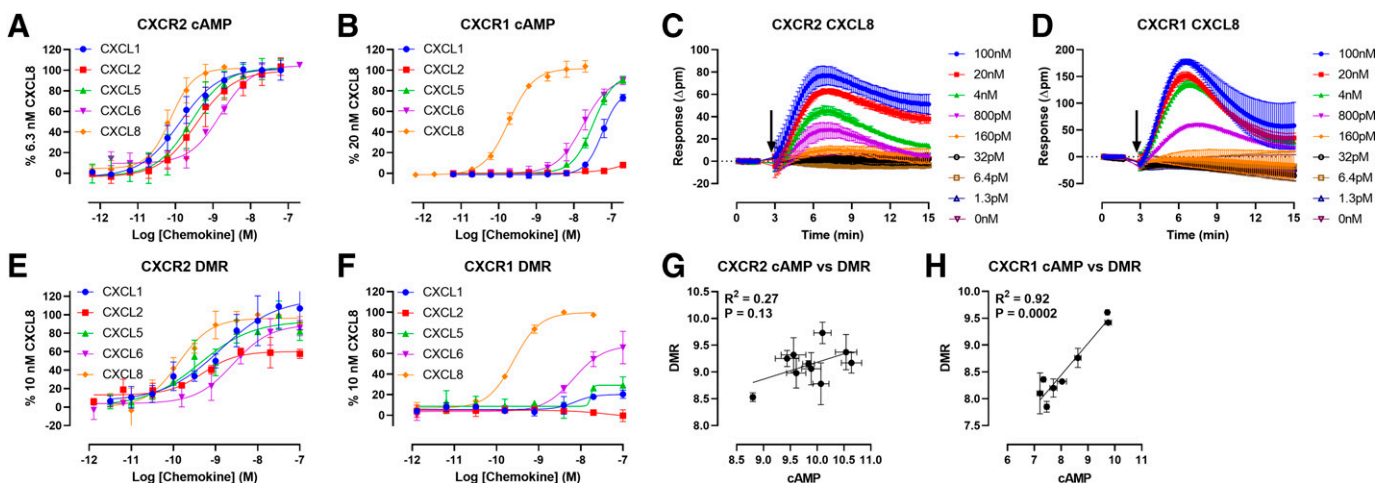 A
CXCR2 cAMP
CXCL1
CXCL2
CXCL5
CXCL6
CXCL8
% 6.3 nM CXCL8
120
100
80
60
40
20
0
-12
-11
-10
-9
-8
-7
Log [Chemokine] (M)
B
CXCR1 cAMP
CXCL1
CXCL2
CXCL5
CXCL6
CXCL8
% 20 nM CXCL8
120
100
80
60
40
20
0
-12
-11
-10
-9
-8
-7
Log [Chemokine] (M)
C
CXCR2 CXCL8
Response (Δpm)
100
80
60
40
20
0
-20
0
3
6
9
12
15
Time (min)
100nM
20nM
4nM
800pM
160pM
32pM
6.4pM
1.3pM
0nM
D
CXCR1 CXCL8
Response (Δpm)
200
150
100
50
0
-50
0
3
6
9
12
15
Time (min)
100nM
20nM
4nM
800pM
160pM
32pM
6.4pM
1.3pM
0nM
E
CXCR2 DMR
CXCL1
CXCL2
CXCL5
CXCL6
CXCL8
% 10 nM CXCL8
120
100
80
60
40
20
0
-20
-12
-11
-10
-9
-8
-7
Log [Chemokine] (M)
F
CXCR1 DMR
CXCL1
CXCL2
CXCL5
CXCL6
CXCL8
% 10 nM CXCL8
120
100
80
60
40
20
0
-12
-11
-10
-9
-8
-7
Log [Chemokine] (M)
G
CXCR2 cAMP vs DMR
R² = 0.27
P = 0.13
DMR
10.5
10.0
9.5
9.0
8.5
8.0
8.5
9.0
9.5
10.0
10.5
11.0
cAMP
H
CXCR1 cAMP vs DMR
R² = 0.92
P = 0.0002
DMR
10.0
9.5
9.0
8.5
8.0
7.5
6
7
8
9
10
11
cAMP